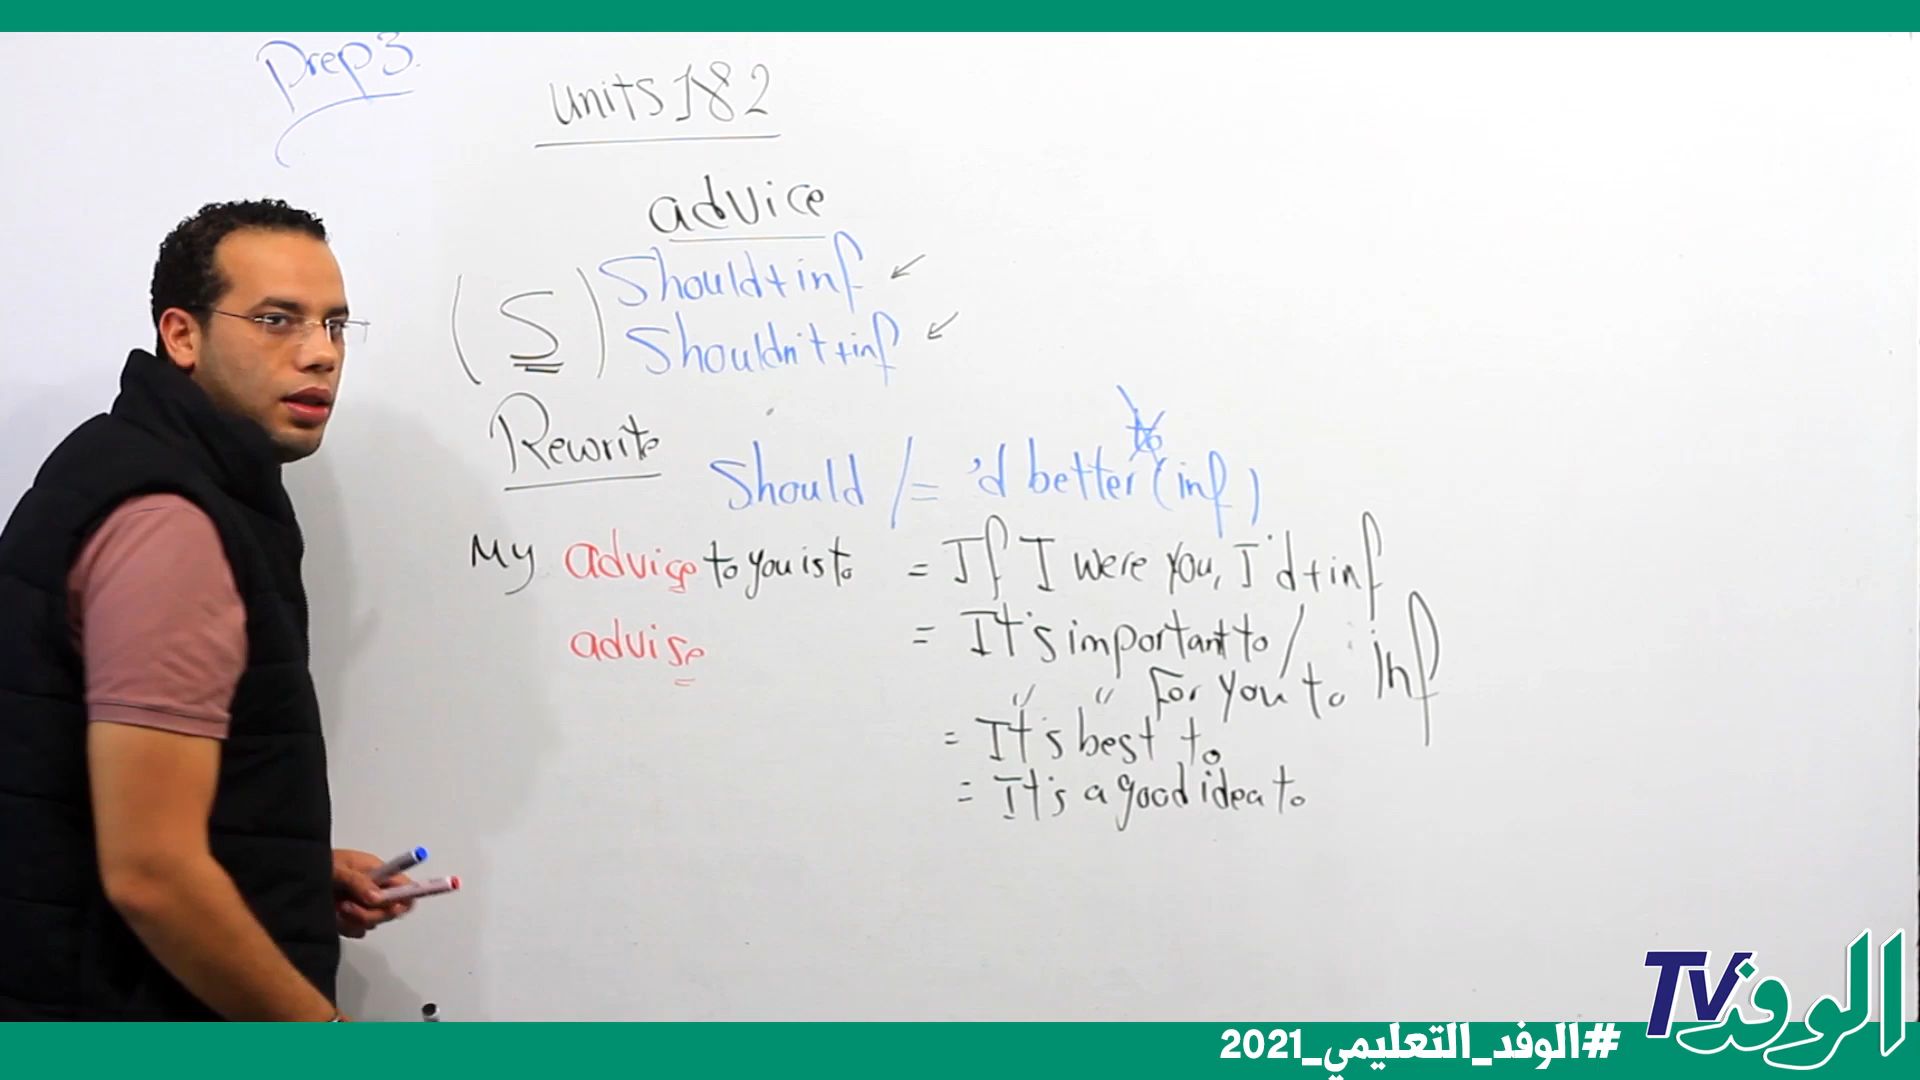 Prep 3.
Units 1 & 2
advice
(S) Should + inf
Shouldn't + inf
Rewrite
Should /= 'd better to (inf)
My advice to you is to = If I were you, I'd + inf
advise = It's important to / inf
" " For you to
= It's best to
= It's a good idea to
الوفد TV
#الوفد_التعليمي_2021